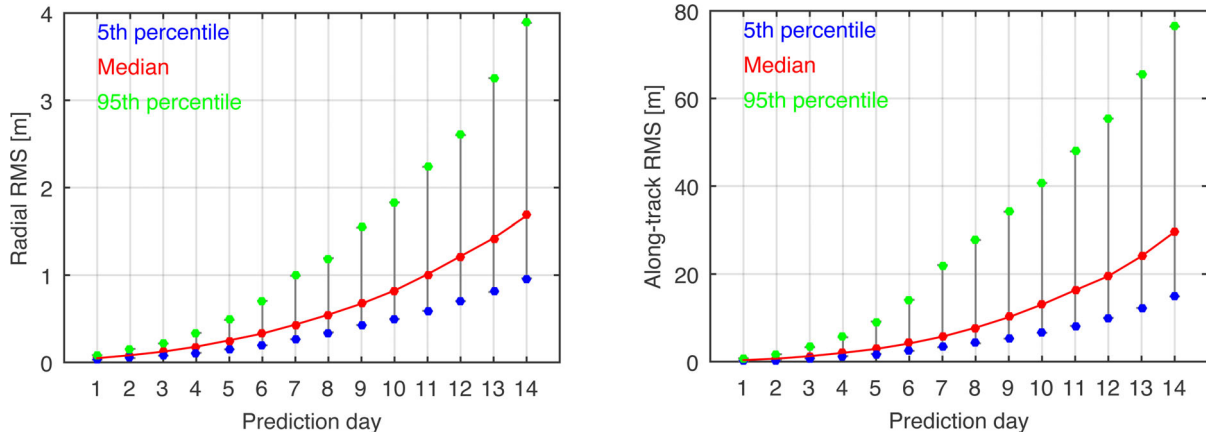 4
3
2
1
0
Radial RMS [m]
5th percentile
Median
95th percentile
1 2 3 4 5 6 7 8 9 10 11 12 13 14
Prediction day
80
60
40
20
0
Along-track RMS [m]
5th percentile
Median
95th percentile
1 2 3 4 5 6 7 8 9 10 11 12 13 14
Prediction day